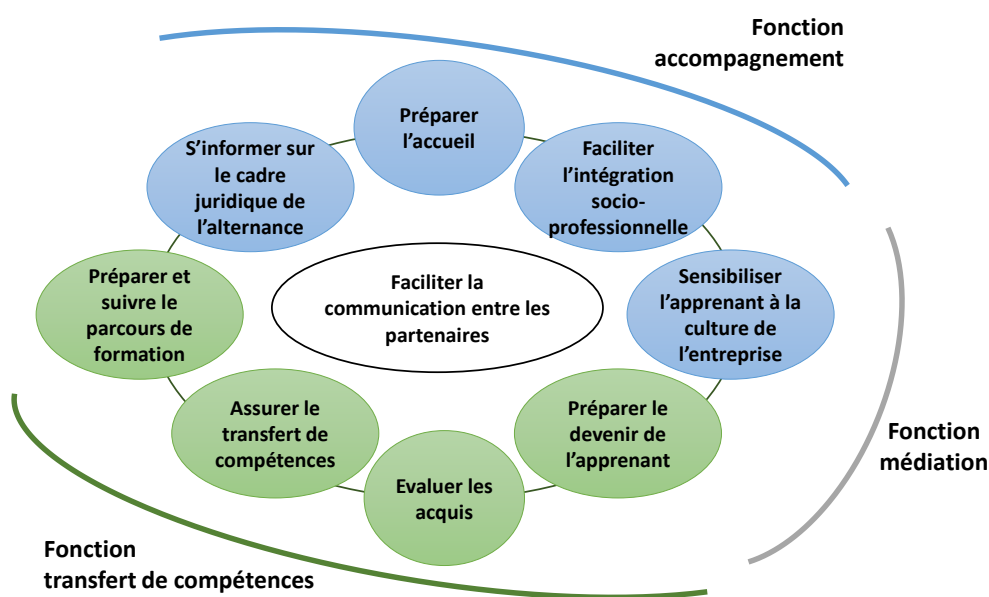 Fonction
accompagnement
Préparer
l'accueil
S'informer sur
le cadre
juridique de
l'alternance
Faciliter
l'intégration
socio-
professionnelle
Préparer et
suivre le
parcours de
formation
Faciliter la
communication entre les
partenaires
Sensibiliser
l'apprenant à la
culture de
l'entreprise
Assurer le
transfert de
compétences
Préparer le
devenir de
l'apprenant
Evaluer les
acquis
Fonction
médiation
Fonction
transfert de compétences